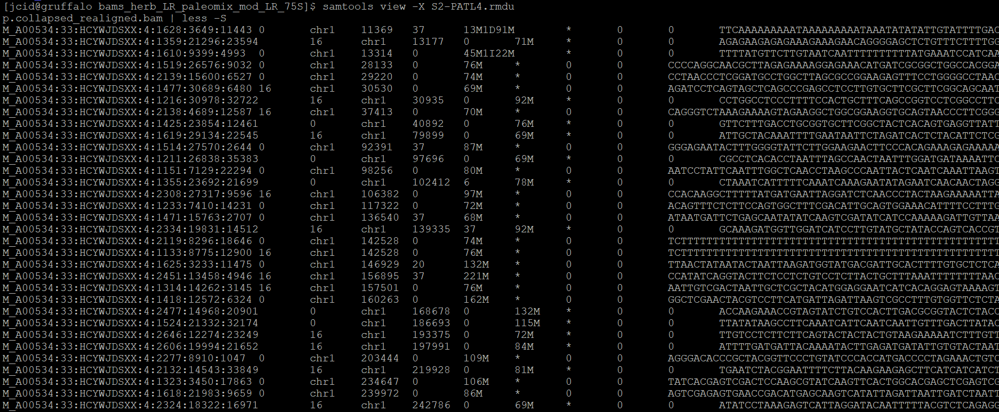 [jcid@gruffalo bams_herb_LR_paleomix_mod_LR_75S]$ samtools view -X S2-PATL4.rmdu
p.collapsed_realigned.bam | less -S
M_A00534:33:HCYWJDSXX:4:1628:3649:11443 0 chr1 11369 37 13M1D91M * 0 0 TTCAAAAAAAAATAAAAAAAAATAAATATATATTGTATTTTGAC
M_A00534:33:HCYWJDSXX:4:1359:21296:23594 16 chr1 13177 0 71M * 0 0 AGAGAAGAGAGAAAGAAAGAACAGGGGAGCTCTGTTCTTTTGG
M_A00534:33:HCYWJDSXX:4:1610:9399:4993 0 chr1 13314 0 45M1I22M * 0 0 TTTTATGTTCTTGTAATCAATTTTTTTTTTATGAAATCCATCAA
M_A00534:33:HCYWJDSXX:4:1519:26576:9032 0 chr1 28133 0 76M * 0 0 CCCCAGGCAACGCTTAGAGAAAAGGAGAAACATGATCGCGGCTGGCCACGGA
M_A00534:33:HCYWJDSXX:4:2139:15600:6527 0 chr1 29220 0 74M * 0 0 CCTAACCCTCGGATGCCTGGCTTAGCGCCGGAAGAGTTTCCTGGGGCCTAAC
M_A00534:33:HCYWJDSXX:4:1477:30689:6480 16 chr1 30530 0 69M * 0 0 AGATCCTCAGTAGCTCAGCCCGAGCCTCCTTGTGCTTCGCTTCGGCAGCAAT
M_A00534:33:HCYWJDSXX:4:1216:30978:32722 16 chr1 30935 0 92M * 0 0 CCTGGCCTCCCTTTTCCACTGCTTTCAGCCGGTCCTCGGCCTTC
M_A00534:33:HCYWJDSXX:4:2138:4689:12587 16 chr1 37413 0 70M * 0 0 CAGGGTCTAAAGAAAAGTAGAAGGCTGGCGGAAGGTGCAGTAACCCTTCGGG
M_A00534:33:HCYWJDSXX:4:1425:23854:12461 0 chr1 40892 0 76M * 0 0 GTTCTTTGACCTGCGGTGCTTCGGCTACTCACAGTGAGGTTATT
M_A00534:33:HCYWJDSXX:4:1619:29134:22545 16 chr1 79899 0 69M * 0 0 ATTGCTACAAATTTTGAATAATTCTAGATCACTCTACATTCTCG
M_A00534:33:HCYWJDSXX:4:1514:27570:2644 0 chr1 92391 37 87M * 0 0 GGGAGAATACTTTGGGGTATTCTTGGAAGAACTTCCCACAGAAAGAGAAAAA
M_A00534:33:HCYWJDSXX:4:1211:26838:35383 0 chr1 97696 0 69M * 0 0 CGCCTCACACCTAATTTAGCCAACTAATTTGGATGATAAAATTC
M_A00534:33:HCYWJDSXX:4:1151:7129:22294 0 chr1 98256 0 80M * 0 0 AATCCTATTCAATTTGGCTCAACCTAAGCCCAATTACTCAATCAAATTAAGT
M_A00534:33:HCYWJDSXX:4:1355:23692:21699 0 chr1 102412 6 78M * 0 0 CTAAATCATTTTTCAAATCAAAGAATATAGAATCAACAACTAGG
M_A00534:33:HCYWJDSXX:4:2308:27317:9596 16 chr1 106382 0 97M * 0 0 CCACAAGGCTTTTTATGATGAATTAGGATCTCAACCCTACTAAGAAAAATTA
M_A00534:33:HCYWJDSXX:4:1233:7410:14231 0 chr1 117322 0 72M * 0 0 ACAGTTTCTCTTCCAGTGGCTTTCGACATTGCAGTGGAAACATTTTCCTTTG
M_A00534:33:HCYWJDSXX:4:1471:15763:2707 0 chr1 136540 37 68M * 0 0 ATAATGATTCTGAGCAATATATCAAGTCGATATCATCCAAAAAGATTGTTAA
M_A00534:33:HCYWJDSXX:4:2334:19831:14512 16 chr1 139335 37 92M * 0 0 GCAAAGATGGTTGGATCATCCTTGTATGCTATACCAGTCACCGT
M_A00534:33:HCYWJDSXX:4:2119:8296:18646 0 chr1 142528 0 74M * 0 0 TCTTTTTTTTTTTTTTTTTTTTTTTTTTTTTTTTTTTTTTTTTTTTTTTTTT
M_A00534:33:HCYWJDSXX:4:1133:8775:12900 16 chr1 142528 0 76M * 0 0 TCTTTTTTTTTTTTTTTTTTTTTTTTTTTTTTTTTTTTTTTTTTTTTTTTTT
M_A00534:33:HCYWJDSXX:4:1625:3233:11475 0 chr1 146929 20 132M * 0 0 TTAACTATAATACTAATTAAGATGGTATGACGATTGCACTTTTGTGCTCTCA
M_A00534:33:HCYWJDSXX:4:2451:13458:4946 16 chr1 156895 37 221M * 0 0 CCATATCAGGTACTTCTCCTCTGTCCTCTTACTGCTTTAAATTTTTTTTAAC
M_A00534:33:HCYWJDSXX:4:1314:14262:3145 16 chr1 157501 0 76M * 0 0 AATTGTCGACTAATTGCTCGCTACATGGAGGAATCATCACAGGAGTAAAAGT
M_A00534:33:HCYWJDSXX:4:1418:12572:6324 0 chr1 160263 0 162M * 0 0 GGCTCGAACTACGTCCTTCATGATTAGATTAAGTCGCCTTTGTGGTTCTCTA
M_A00534:33:HCYWJDSXX:4:2477:14968:20901 0 chr1 168678 0 132M * 0 0 ACCAAGAAACCGTAGTATCTGTCCACTTGACGCGGTACTCTACC
M_A00534:33:HCYWJDSXX:4:1524:21332:32174 0 chr1 186693 0 115M * 0 0 TTATATAAGCCTTCAAATCATTCAATCAATTGTTTGACTTATAC
M_A00534:33:HCYWJDSXX:4:2646:12274:23249 16 chr1 193375 0 72M * 0 0 TTGTCCTCTTCTTCAGTACTACTACTGTAAGAAAAATCTTTGTT
M_A00534:33:HCYWJDSXX:4:2606:19994:21652 16 chr1 197991 0 84M * 0 0 ATTTTGATGATTACAAAATACTTGAGATGATATTGTGTACTAAT
M_A00534:33:HCYWJDSXX:4:2277:8910:1047 0 chr1 203444 0 109M * 0 0 AGGGACACCCGCTACGGTTCCCTGTATCCCACCATGACCCCTAGAAACTGTC
M_A00534:33:HCYWJDSXX:4:2132:14543:33849 16 chr1 219928 0 81M * 0 0 TGAATCTACGGAATTTTCTTACAAGAAGAGCTTCATCATCATCT
M_A00534:33:HCYWJDSXX:4:1323:3450:17863 0 chr1 234647 0 106M * 0 0 TATCACGAGTCGACTCCAAGCGTATCAAGTTCACTGGCACGAGCTCGAGTCG
M_A00534:33:HCYWJDSXX:4:1618:21983:9659 0 chr1 239972 0 86M * 0 0 AGTCGAGAGTGAACCGACATGAGCAAGTCATATTAGATTAATTGATCTAATT
M_A00534:33:HCYWJDSXX:4:2324:18322:16971 16 chr1 242786 0 69M * 0 0 ATATCCTAAAGAGTCATTAGGATACAATTTTTACGTCTCAGAGG